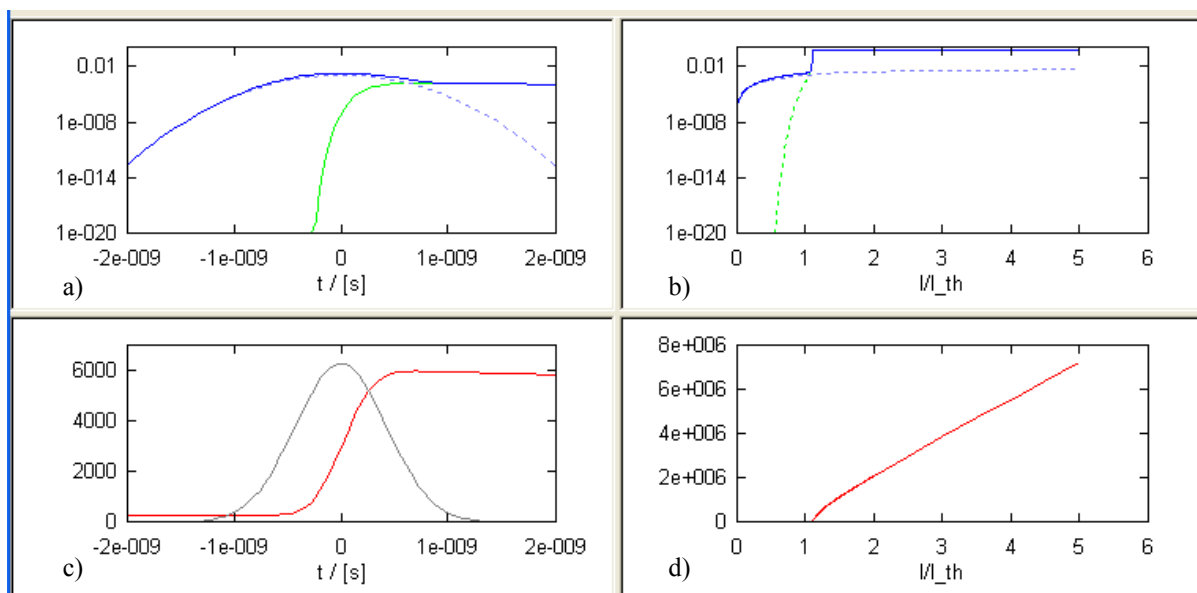 0.01
1e-008
1e-014
1e-020
-2e-009 -1e-009 0 1e-009 2e-009
a) t / [s]
0.01
1e-008
1e-014
1e-020
0 1 2 3 4 5 6
b) I/I_th
6000
4000
2000
0
-2e-009 -1e-009 0 1e-009 2e-009
c) t / [s]
8e+006
6e+006
4e+006
2e+006
0
0 1 2 3 4 5 6
d) I/I_th